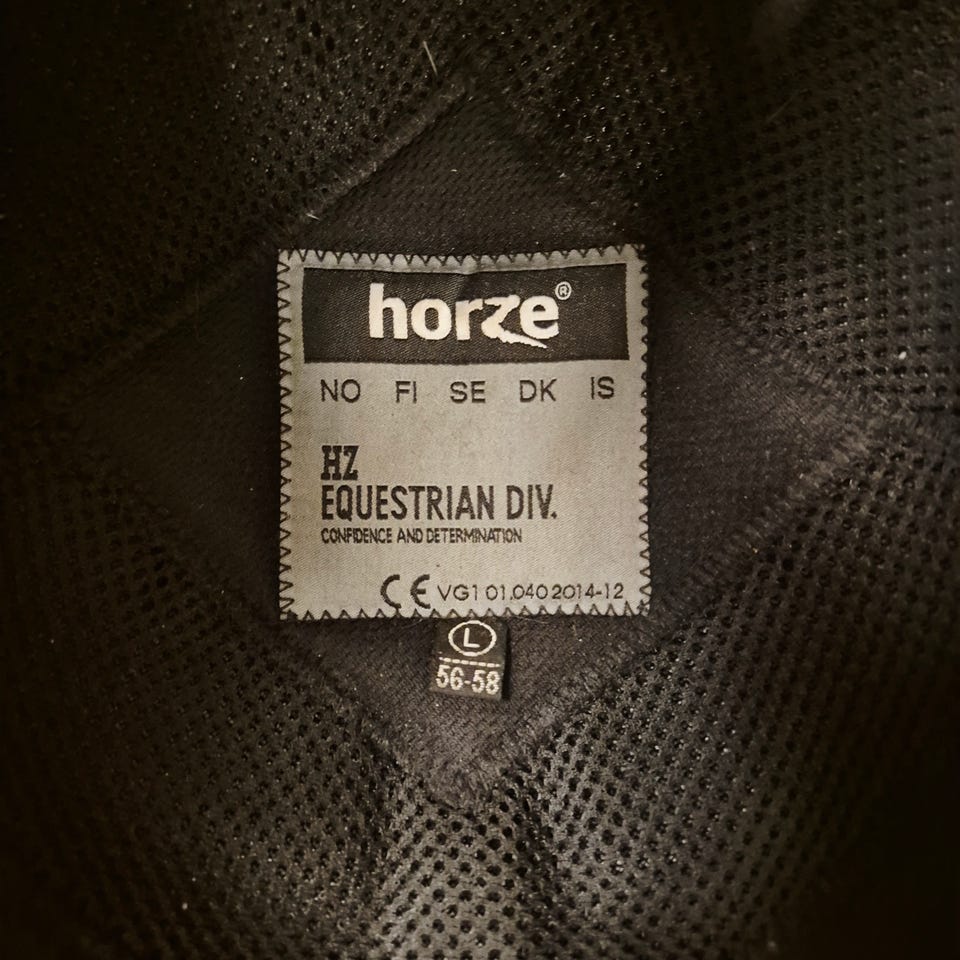 horze®
NO FI SE DK IS
HZ
EQUESTRIAN DIV.
CONFIDENCE AND DETERMINATION
CE VG1 01.040 2014-12
L
56-58